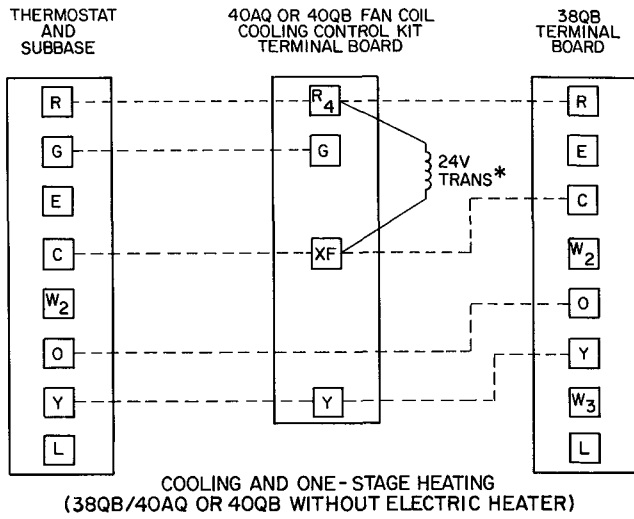 THERMOSTAT
AND
SUBBASE
40AQ OR 40QB FAN COIL
COOLING CONTROL KIT
TERMINAL BOARD
38QB
TERMINAL
BOARD
R
R4
R
G
G
24V
TRANS*
E
E
C
C
XF
W2
W2
O
O
Y
Y
Y
W3
L
L
COOLING AND ONE-STAGE HEATING
(38QB/40AQ OR 40QB WITHOUT ELECTRIC HEATER)